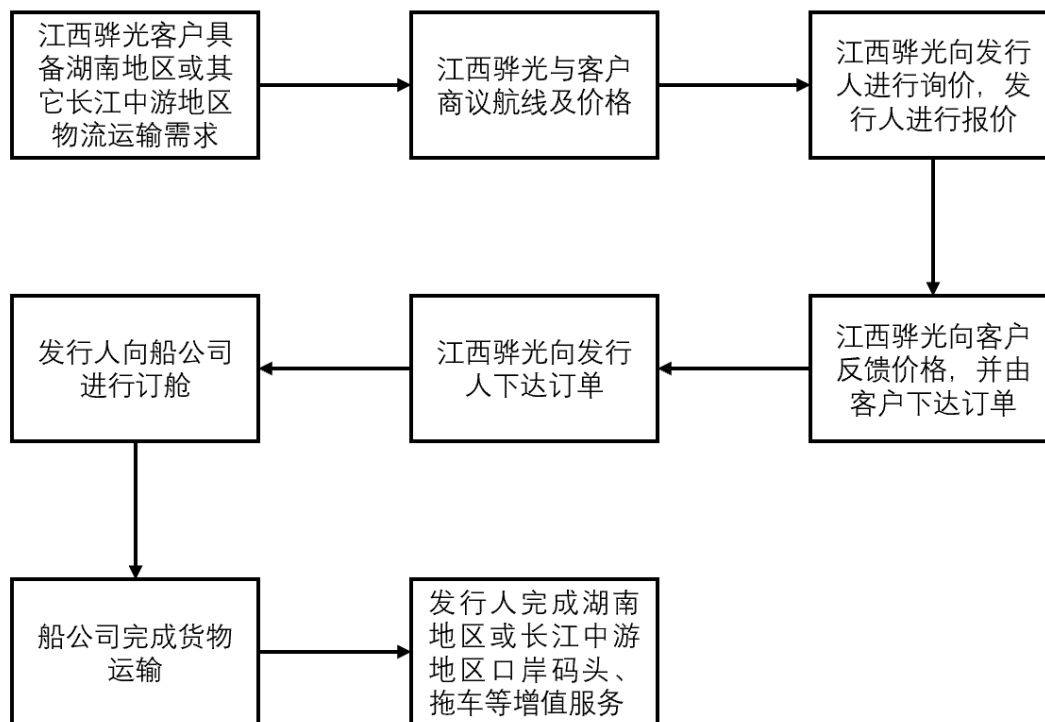 江西骅光客户具
备湖南地区或其
它长江中游地区
物流运输需求
江西骅光与客户
商议航线及价格
江西骅光向发行
人进行询价，发
行人进行报价
江西骅光向客户
反馈价格，并由
客户下达订单
江西骅光向发行
人下达订单
发行人向船公司
进行订舱
船公司完成货物
运输
发行人完成湖南
地区或长江中游
地区口岸码头、
拖车等增值服务